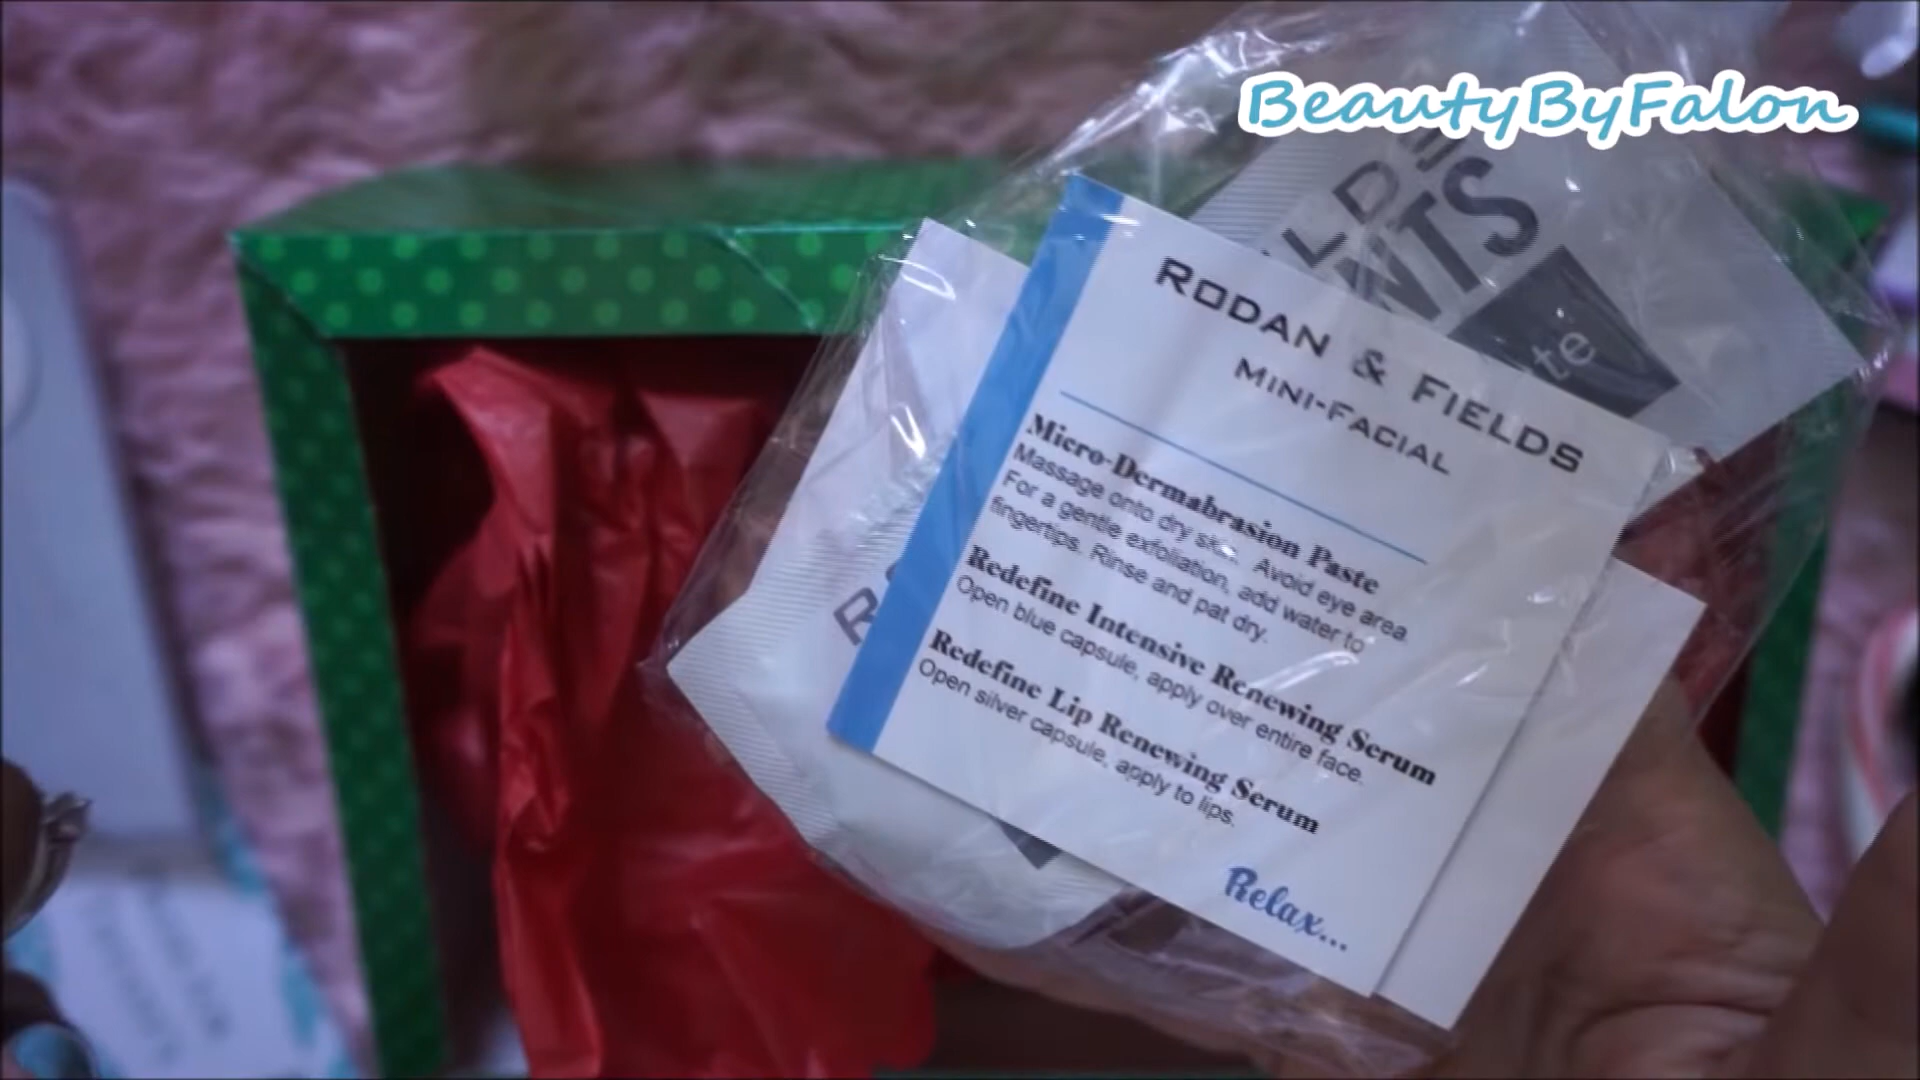 BeautyByFalon
NTS
te
RODAN & FIELDS
MINI-FACIAL
Micro-Dermabrasion Paste
Massage onto dry skin. Avoid eye area.
For a gentle exfoliation, add water to
fingertips. Rinse and pat dry.
Redefine Intensive Renewing Serum
Open blue capsule, apply over entire face.
Redefine Lip Renewing Serum
Open silver capsule, apply to lips.
Relax...